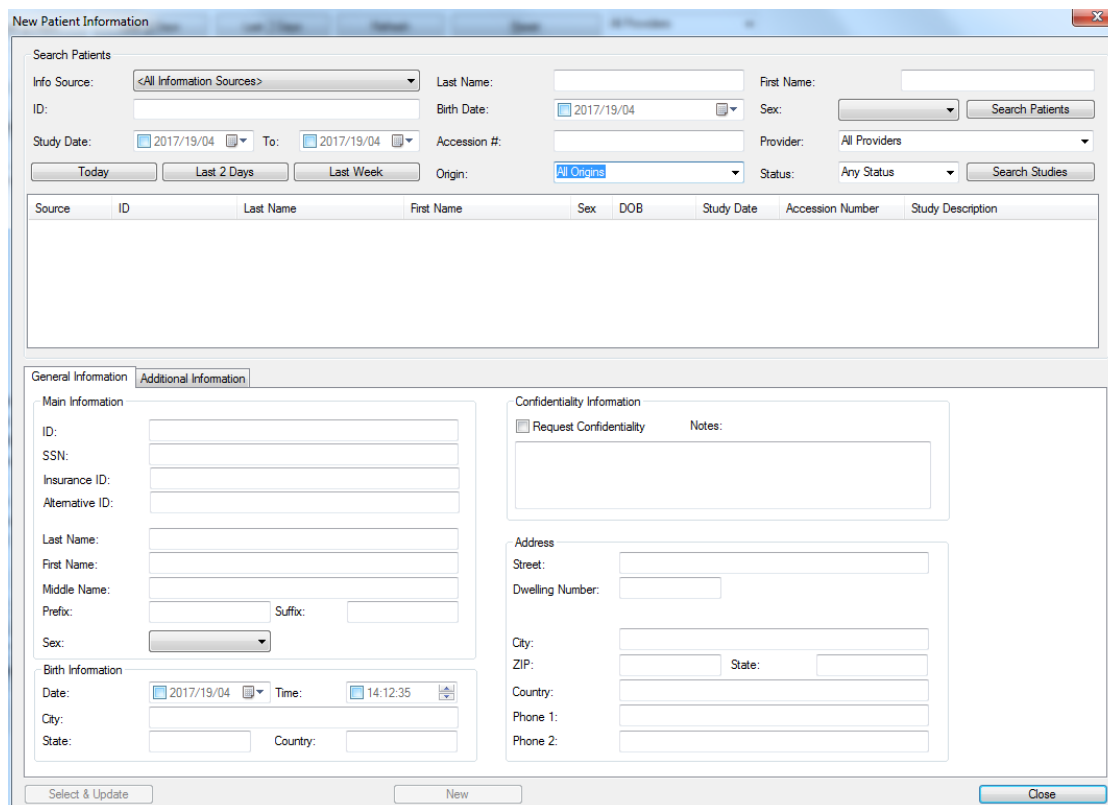 New Patient Information
Search Patients
Info Source: <All Information Sources> Last Name: First Name:
ID: Birth Date: 2017/19/04 Sex: Search Patients
Study Date: 2017/19/04 To: 2017/19/04 Accession #: Provider: All Providers
Today Last 2 Days Last Week Origin: All Origins Status: Any Status Search Studies
Source ID Last Name First Name Sex DOB Study Date Accession Number Study Description
General Information Additional Information
Main Information
ID:
SSN:
Insurance ID:
Alternative ID:
Last Name:
First Name:
Middle Name:
Prefix: Suffix:
Sex:
Birth Information
Date: 2017/19/04 Time: 14:12:35
City:
State: Country:
Confidentiality Information
Request Confidentiality Notes:
Address
Street:
Dwelling Number:
City:
ZIP: State:
Country:
Phone 1:
Phone 2:
Select & Update New Close